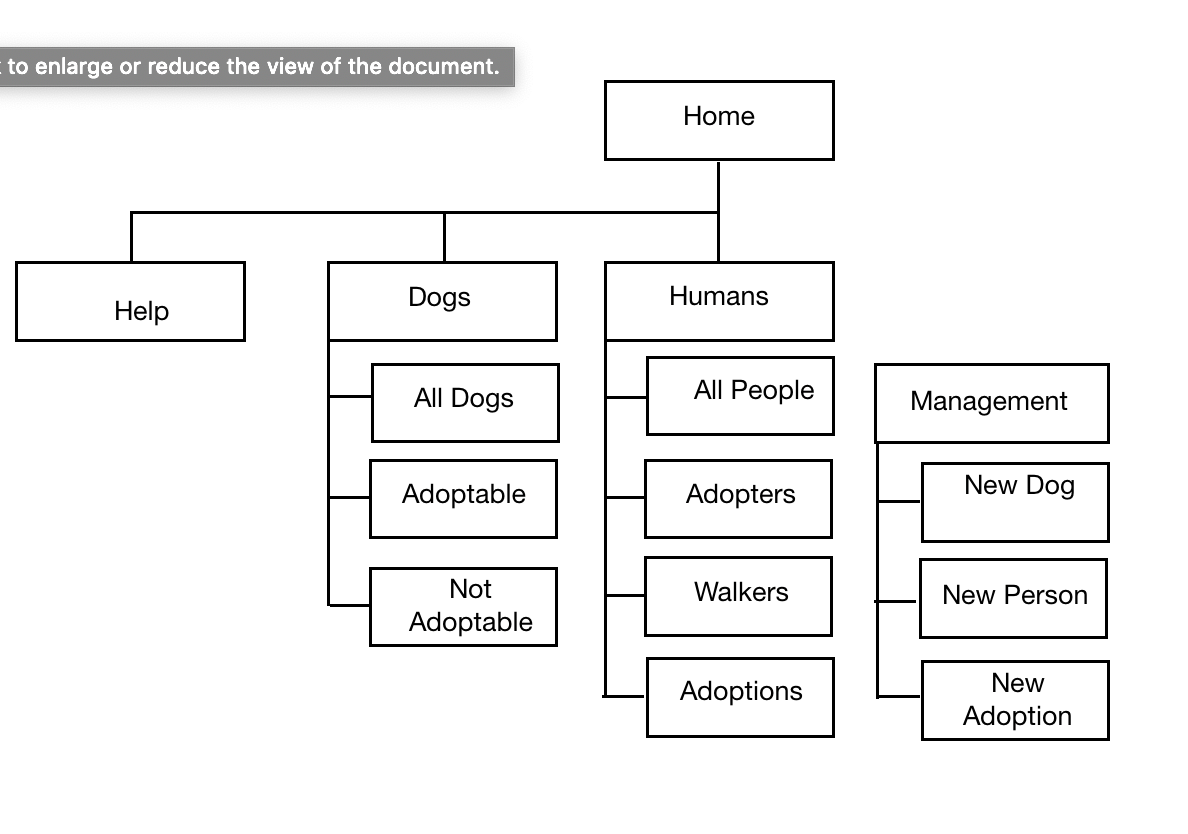 to enlarge or reduce the view of the document.
Home
Help
Dogs
Humans
All Dogs
All People
Management
Adoptable
Adopters
New Dog
Not
Adoptable
Walkers
New Person
Adoptions
New
Adoption